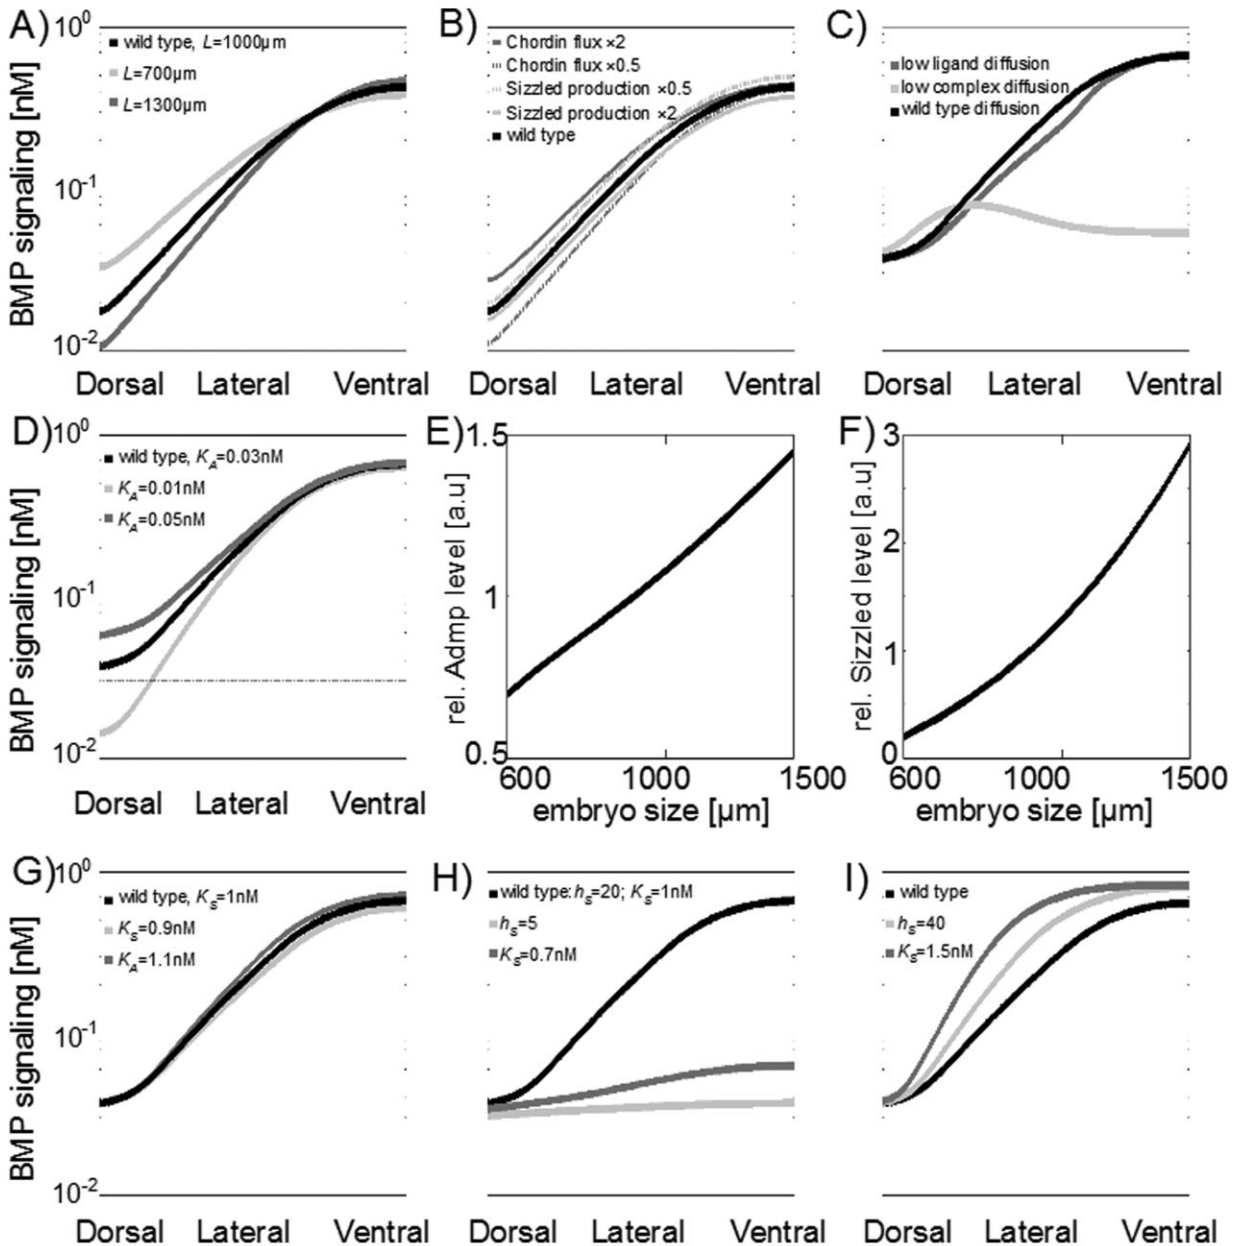 A)
10⁰
wild type, L=1000µm
L=700µm
L=1300µm
10⁻¹
10⁻²
BMP signaling [nM]
Dorsal Lateral Ventral
B)
Chordin flux ×2
Chordin flux ×0.5
Sizzled production ×0.5
Sizzled production ×2
wild type
Dorsal Lateral Ventral
C)
low ligand diffusion
low complex diffusion
wild type diffusion
Dorsal Lateral Ventral
D)
10⁰
wild type, K_A=0.03nM
K_A=0.01nM
K_A=0.05nM
10⁻¹
10⁻²
BMP signaling [nM]
Dorsal Lateral Ventral
E)
1.5
1
0.5
rel. Admp level [a.u]
600 1000 1500
embryo size [µm]
F)
3
2
1
0
rel. Sizzled level [a.u]
600 1000 1500
embryo size [µm]
G)
10⁰
wild type, K_S=1nM
K_S=0.9nM
K_A=1.1nM
10⁻¹
10⁻²
BMP signaling [nM]
Dorsal Lateral Ventral
H)
wild type: h_S=20; K_S=1nM
h_S=5
K_S=0.7nM
Dorsal Lateral Ventral
I)
wild type
h_S=40
K_S=1.5nM
Dorsal Lateral Ventral